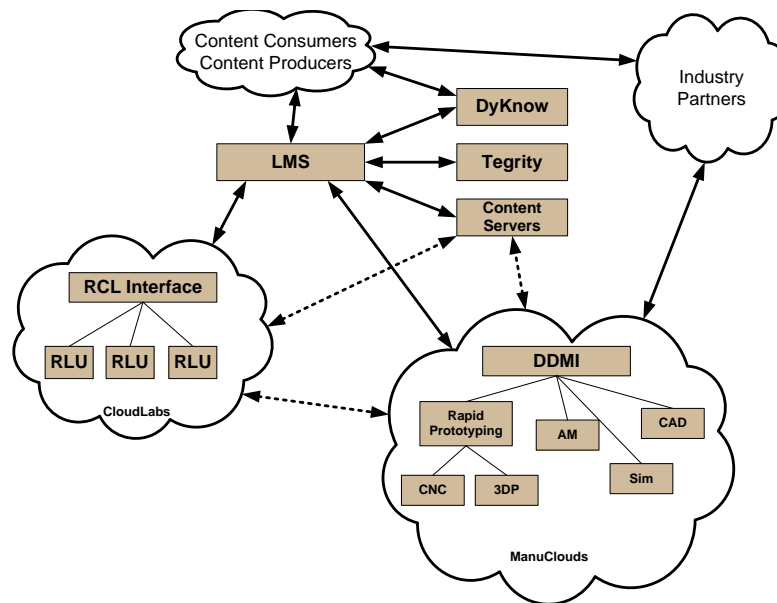 Content Consumers
Content Producers
Industry
Partners
DyKnow
LMS
Tegrity
Content
Servers
RCL Interface
RLU RLU RLU
CloudLabs
DDMI
Rapid
Prototyping
AM
CAD
CNC
3DP
Sim
ManuClouds